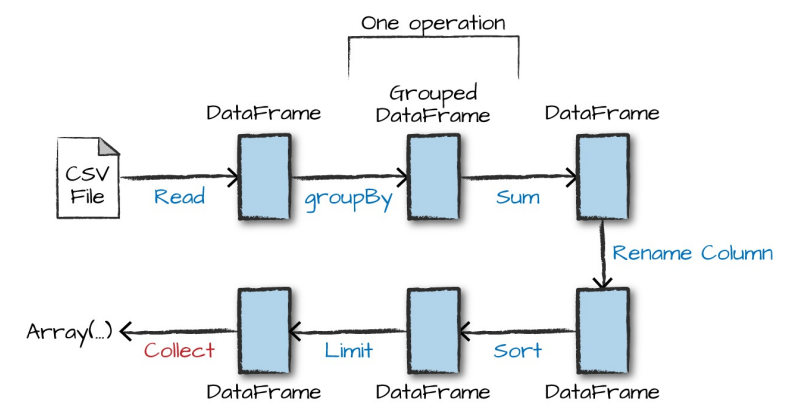 One operation
DataFrame
Grouped
DataFrame
DataFrame
CSV
File
Read
groupBy
Sum
Rename Column
Array(...)
Collect
Limit
Sort
DataFrame
DataFrame
DataFrame